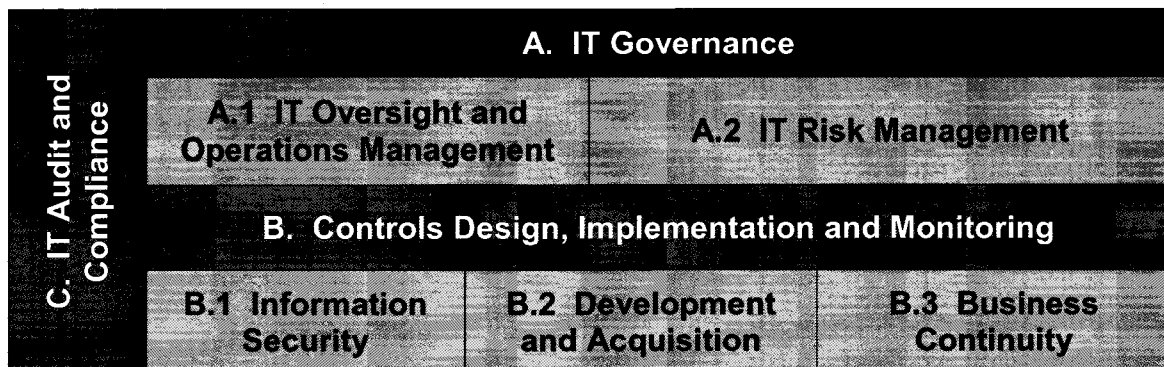 C. IT Audit and
Compliance
A. IT Governance
A.1 IT Oversight and
Operations Management
A.2 IT Risk Management
B. Controls Design, Implementation and Monitoring
B.1 Information
Security
B.2 Development
and Acquisition
B.3 Business
Continuity